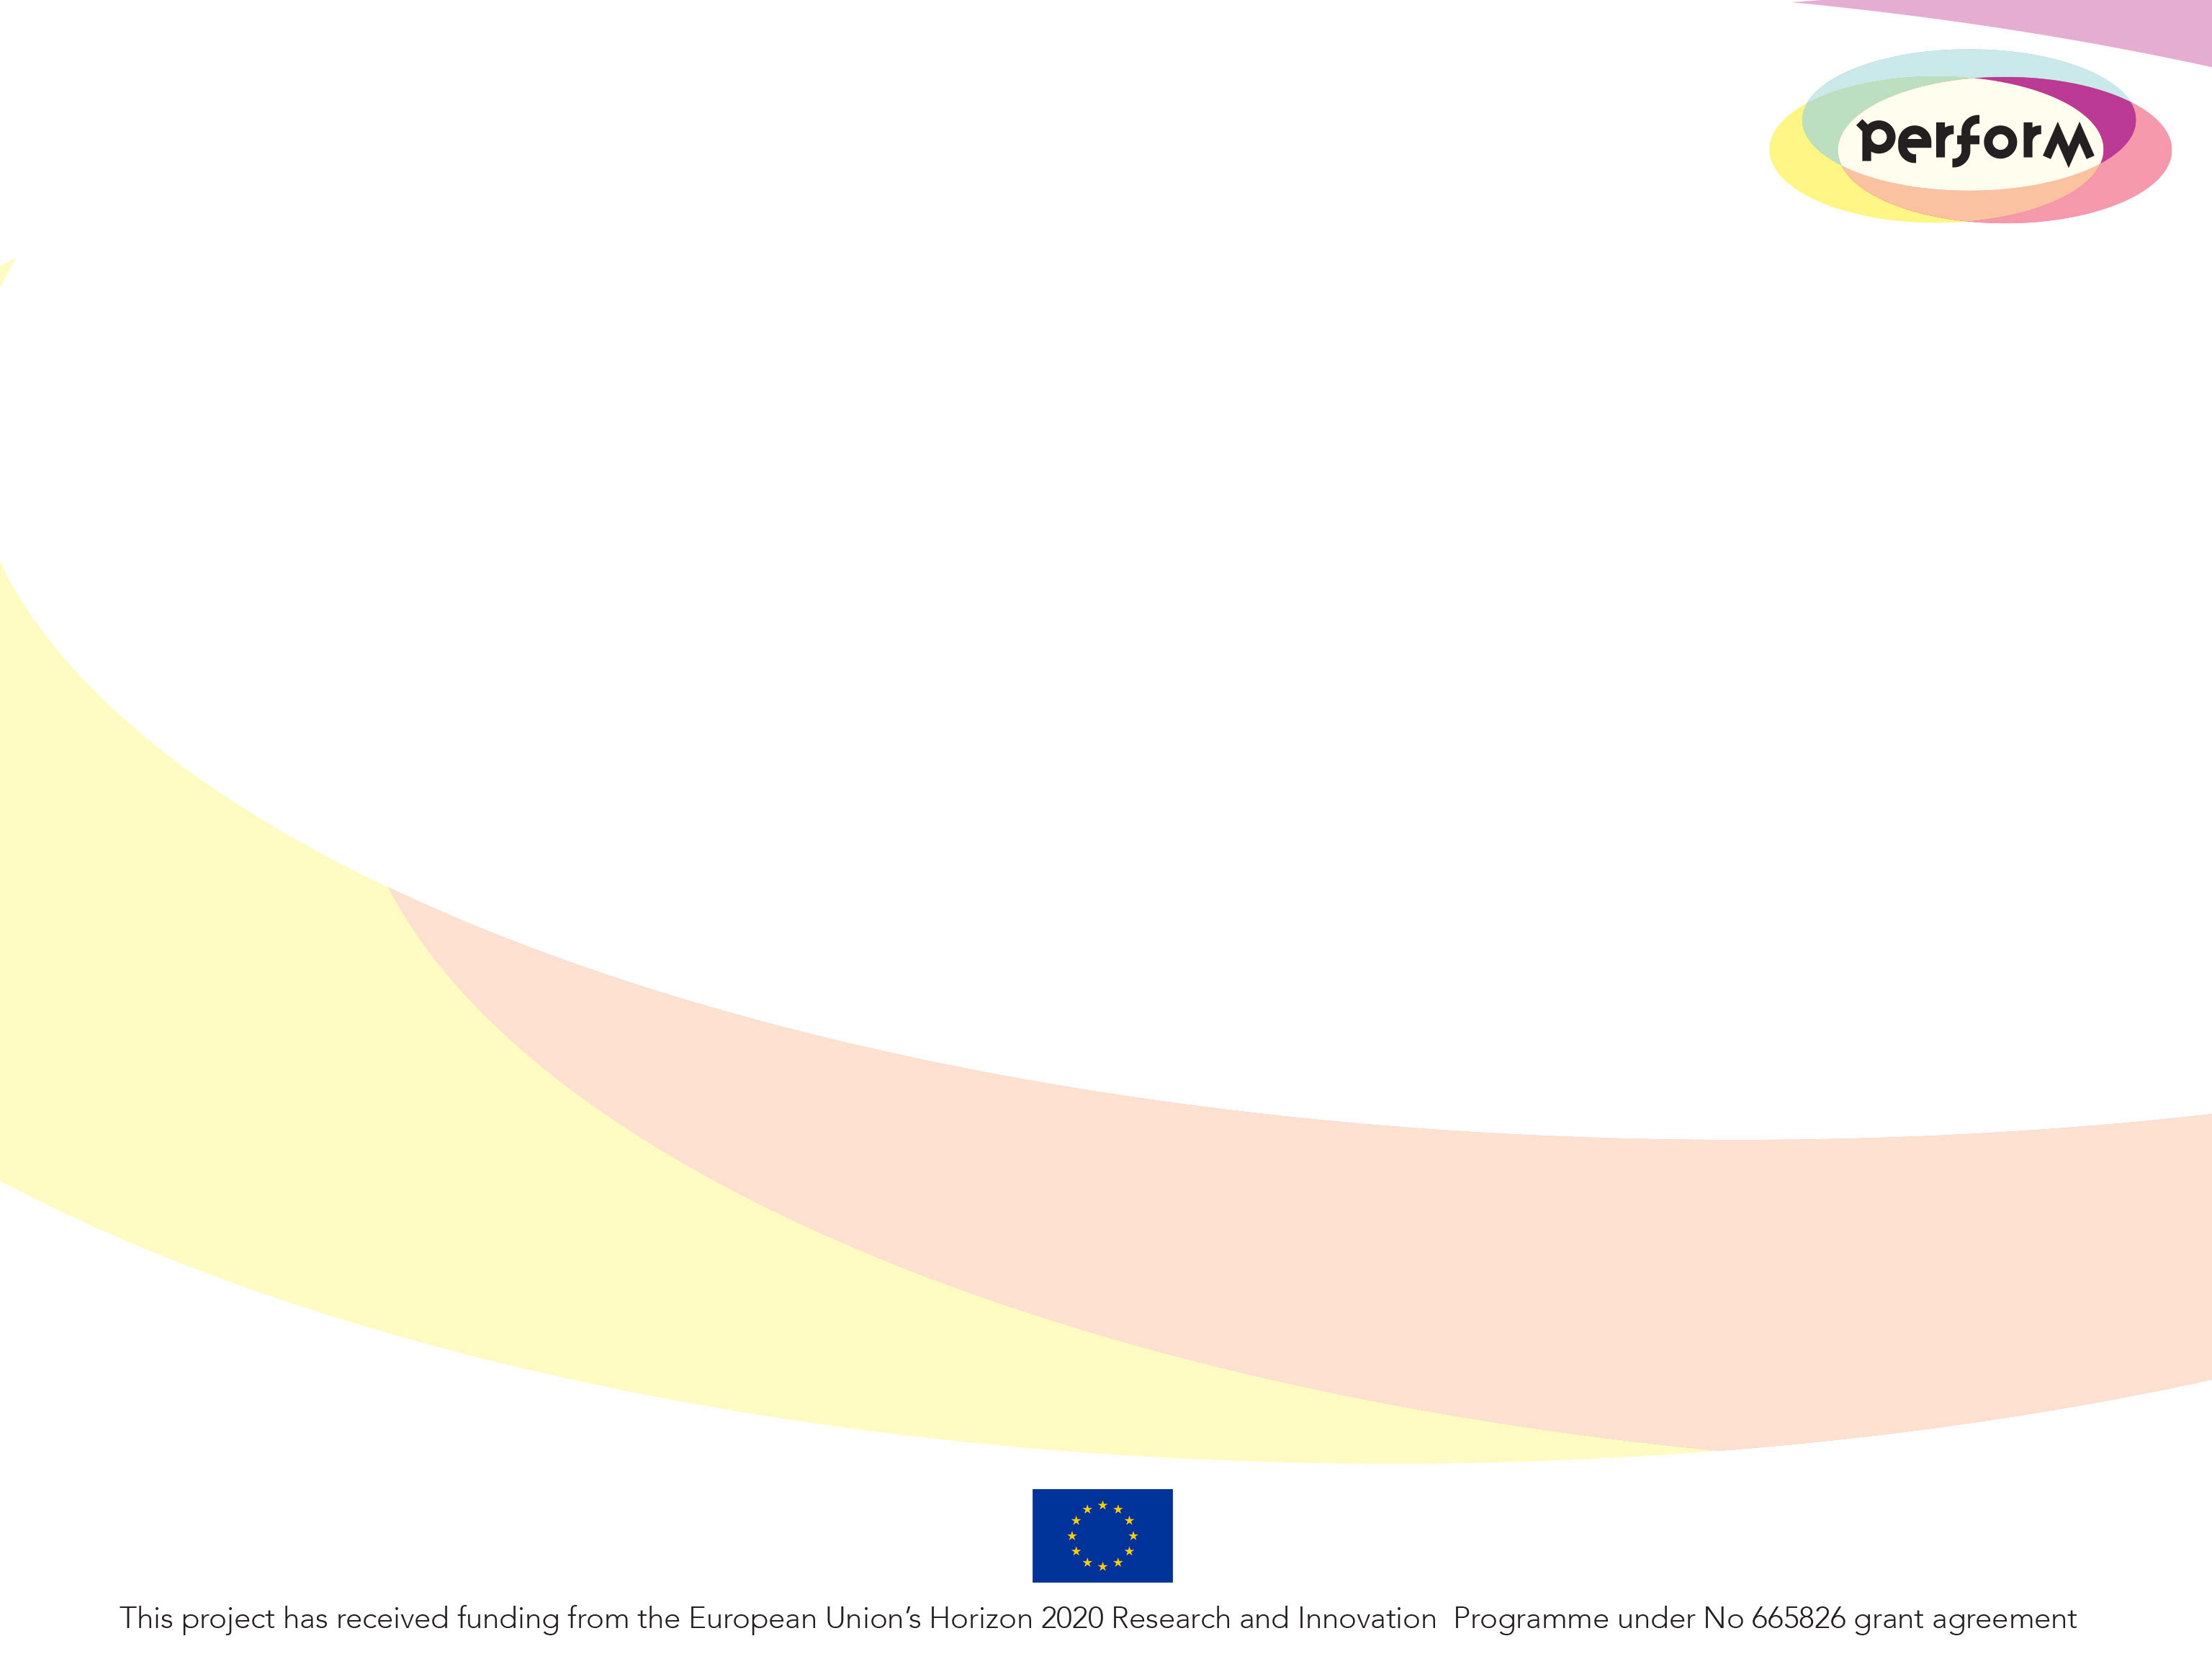 perform
This project has received funding from the European Union’s Horizon 2020 Research and Innovation  Programme under No 665826 grant agreement